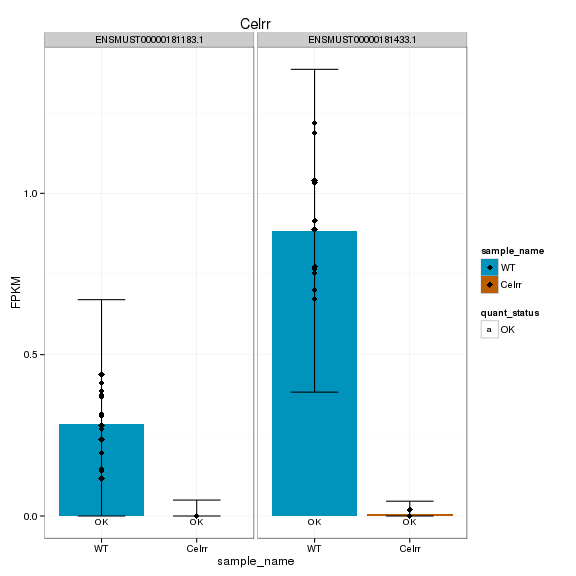 Celrr
ENSMUST00000181183.1
ENSMUST00000181433.1
FPKM
1.0
0.5
0.0
OK
OK
OK
OK
WT
Celrr
WT
Celrr
sample_name
sample_name
WT
Celrr
quant_status
a OK